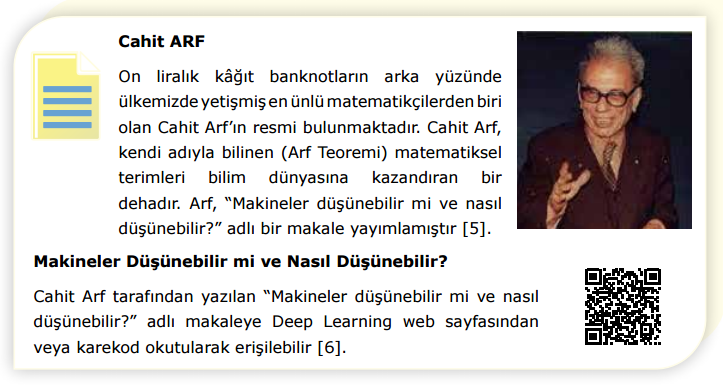 Cahit ARF
On liralık kâğıt banknotların arka yüzünde
ülkemizde yetişmiş en ünlü matematikçilerden biri
olan Cahit Arf’ın resmi bulunmaktadır. Cahit Arf,
kendi adıyla bilinen (Arf Teoremi) matematiksel
terimleri bilim dünyasına kazandıran bir
dehadır. Arf, “Makineler düşünebilir mi ve nasıl
düşünebilir?” adlı bir makale yayımlamıştır [5].
Makineler Düşünebilir mi ve Nasıl Düşünebilir?
Cahit Arf tarafından yazılan “Makineler düşünebilir mi ve nasıl
düşünebilir?” adlı makaleye Deep Learning web sayfasından
veya karekod okutularak erişilebilir [6].